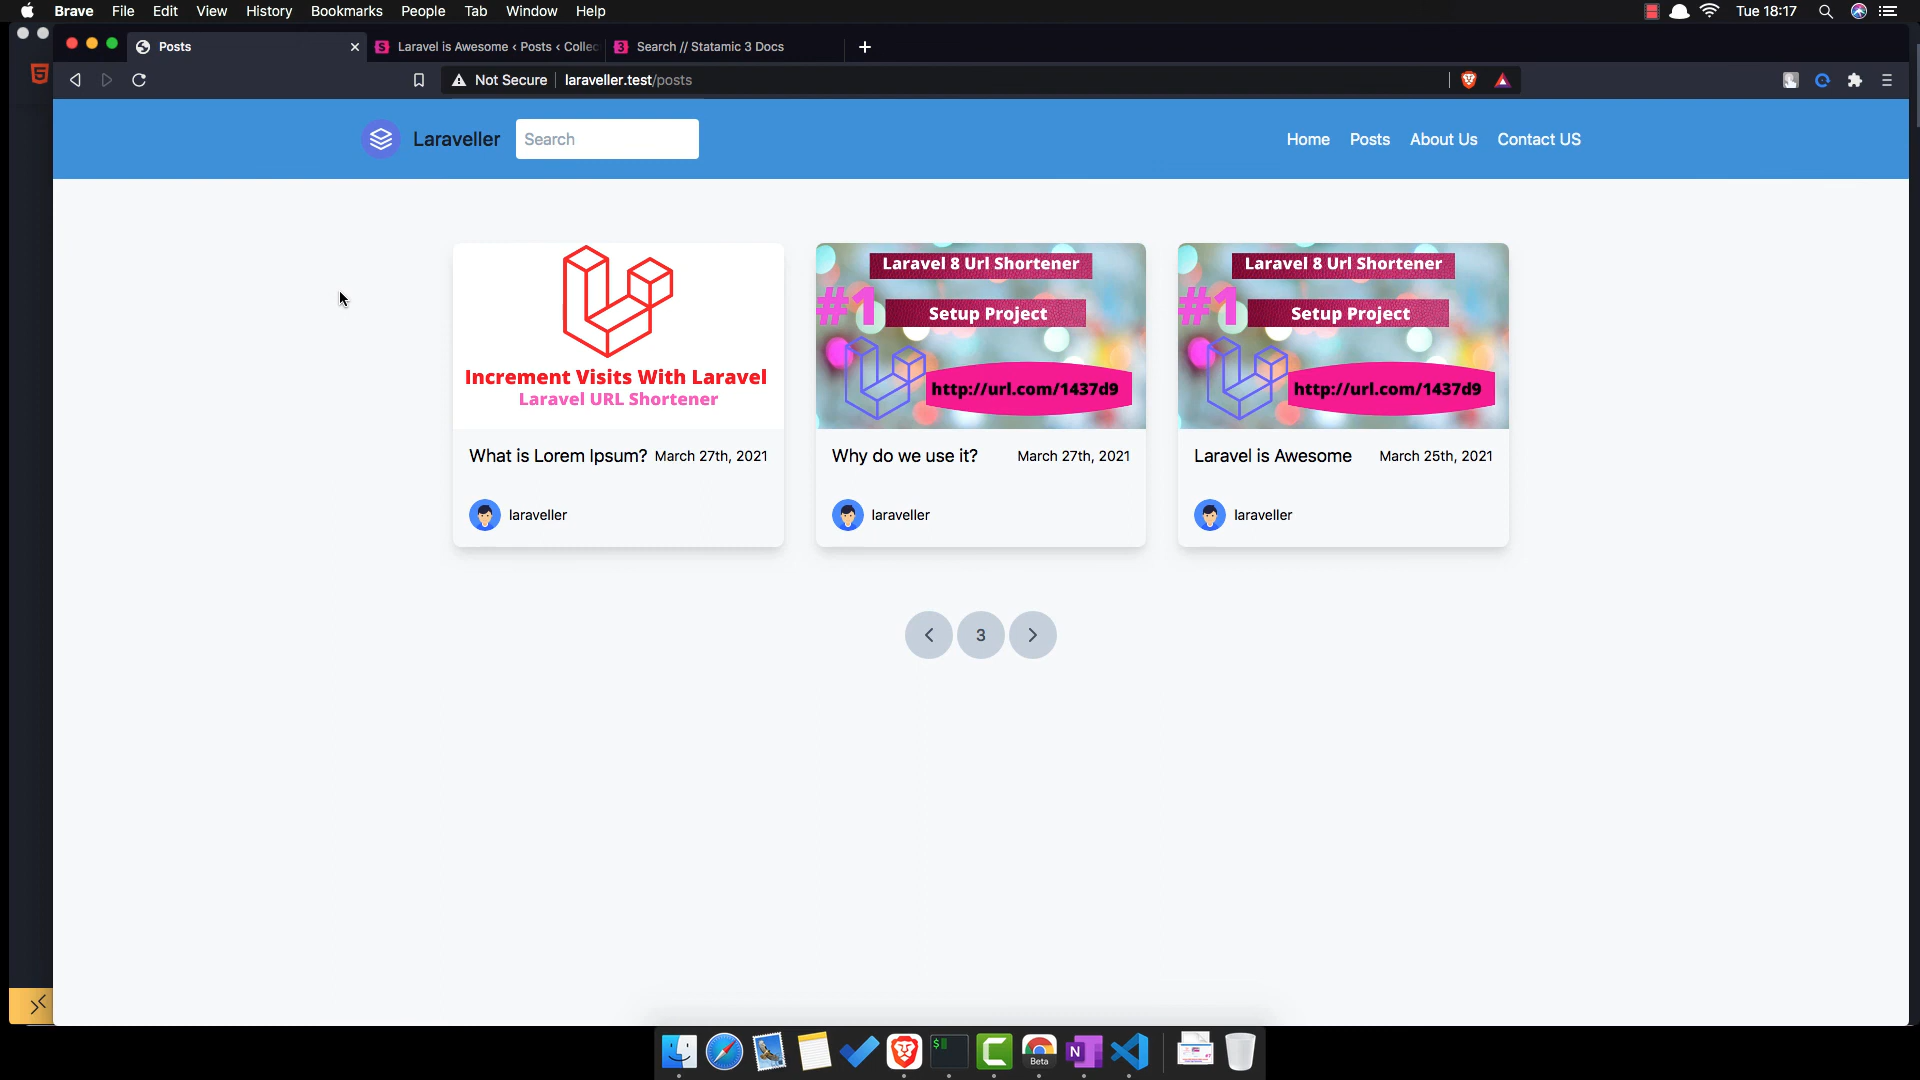 Brave File Edit View History Bookmarks People Tab Window Help
Tue 18:17
Posts
Laravel is Awesome ‹ Posts ‹ Collec
Search // Statamic 3 Docs
Not Secure
laraveller.test/posts
Laraveller
Search
Home Posts About Us Contact US
Increment Visits With Laravel
Laravel URL Shortener
What is Lorem Ipsum? March 27th, 2021
laraveller
Laravel 8 Url Shortener
#1
Setup Project
http://url.com/1437d9
Why do we use it? March 27th, 2021
laraveller
Laravel 8 Url Shortener
#1
Setup Project
http://url.com/1437d9
Laravel is Awesome March 25th, 2021
laraveller
3
Beta